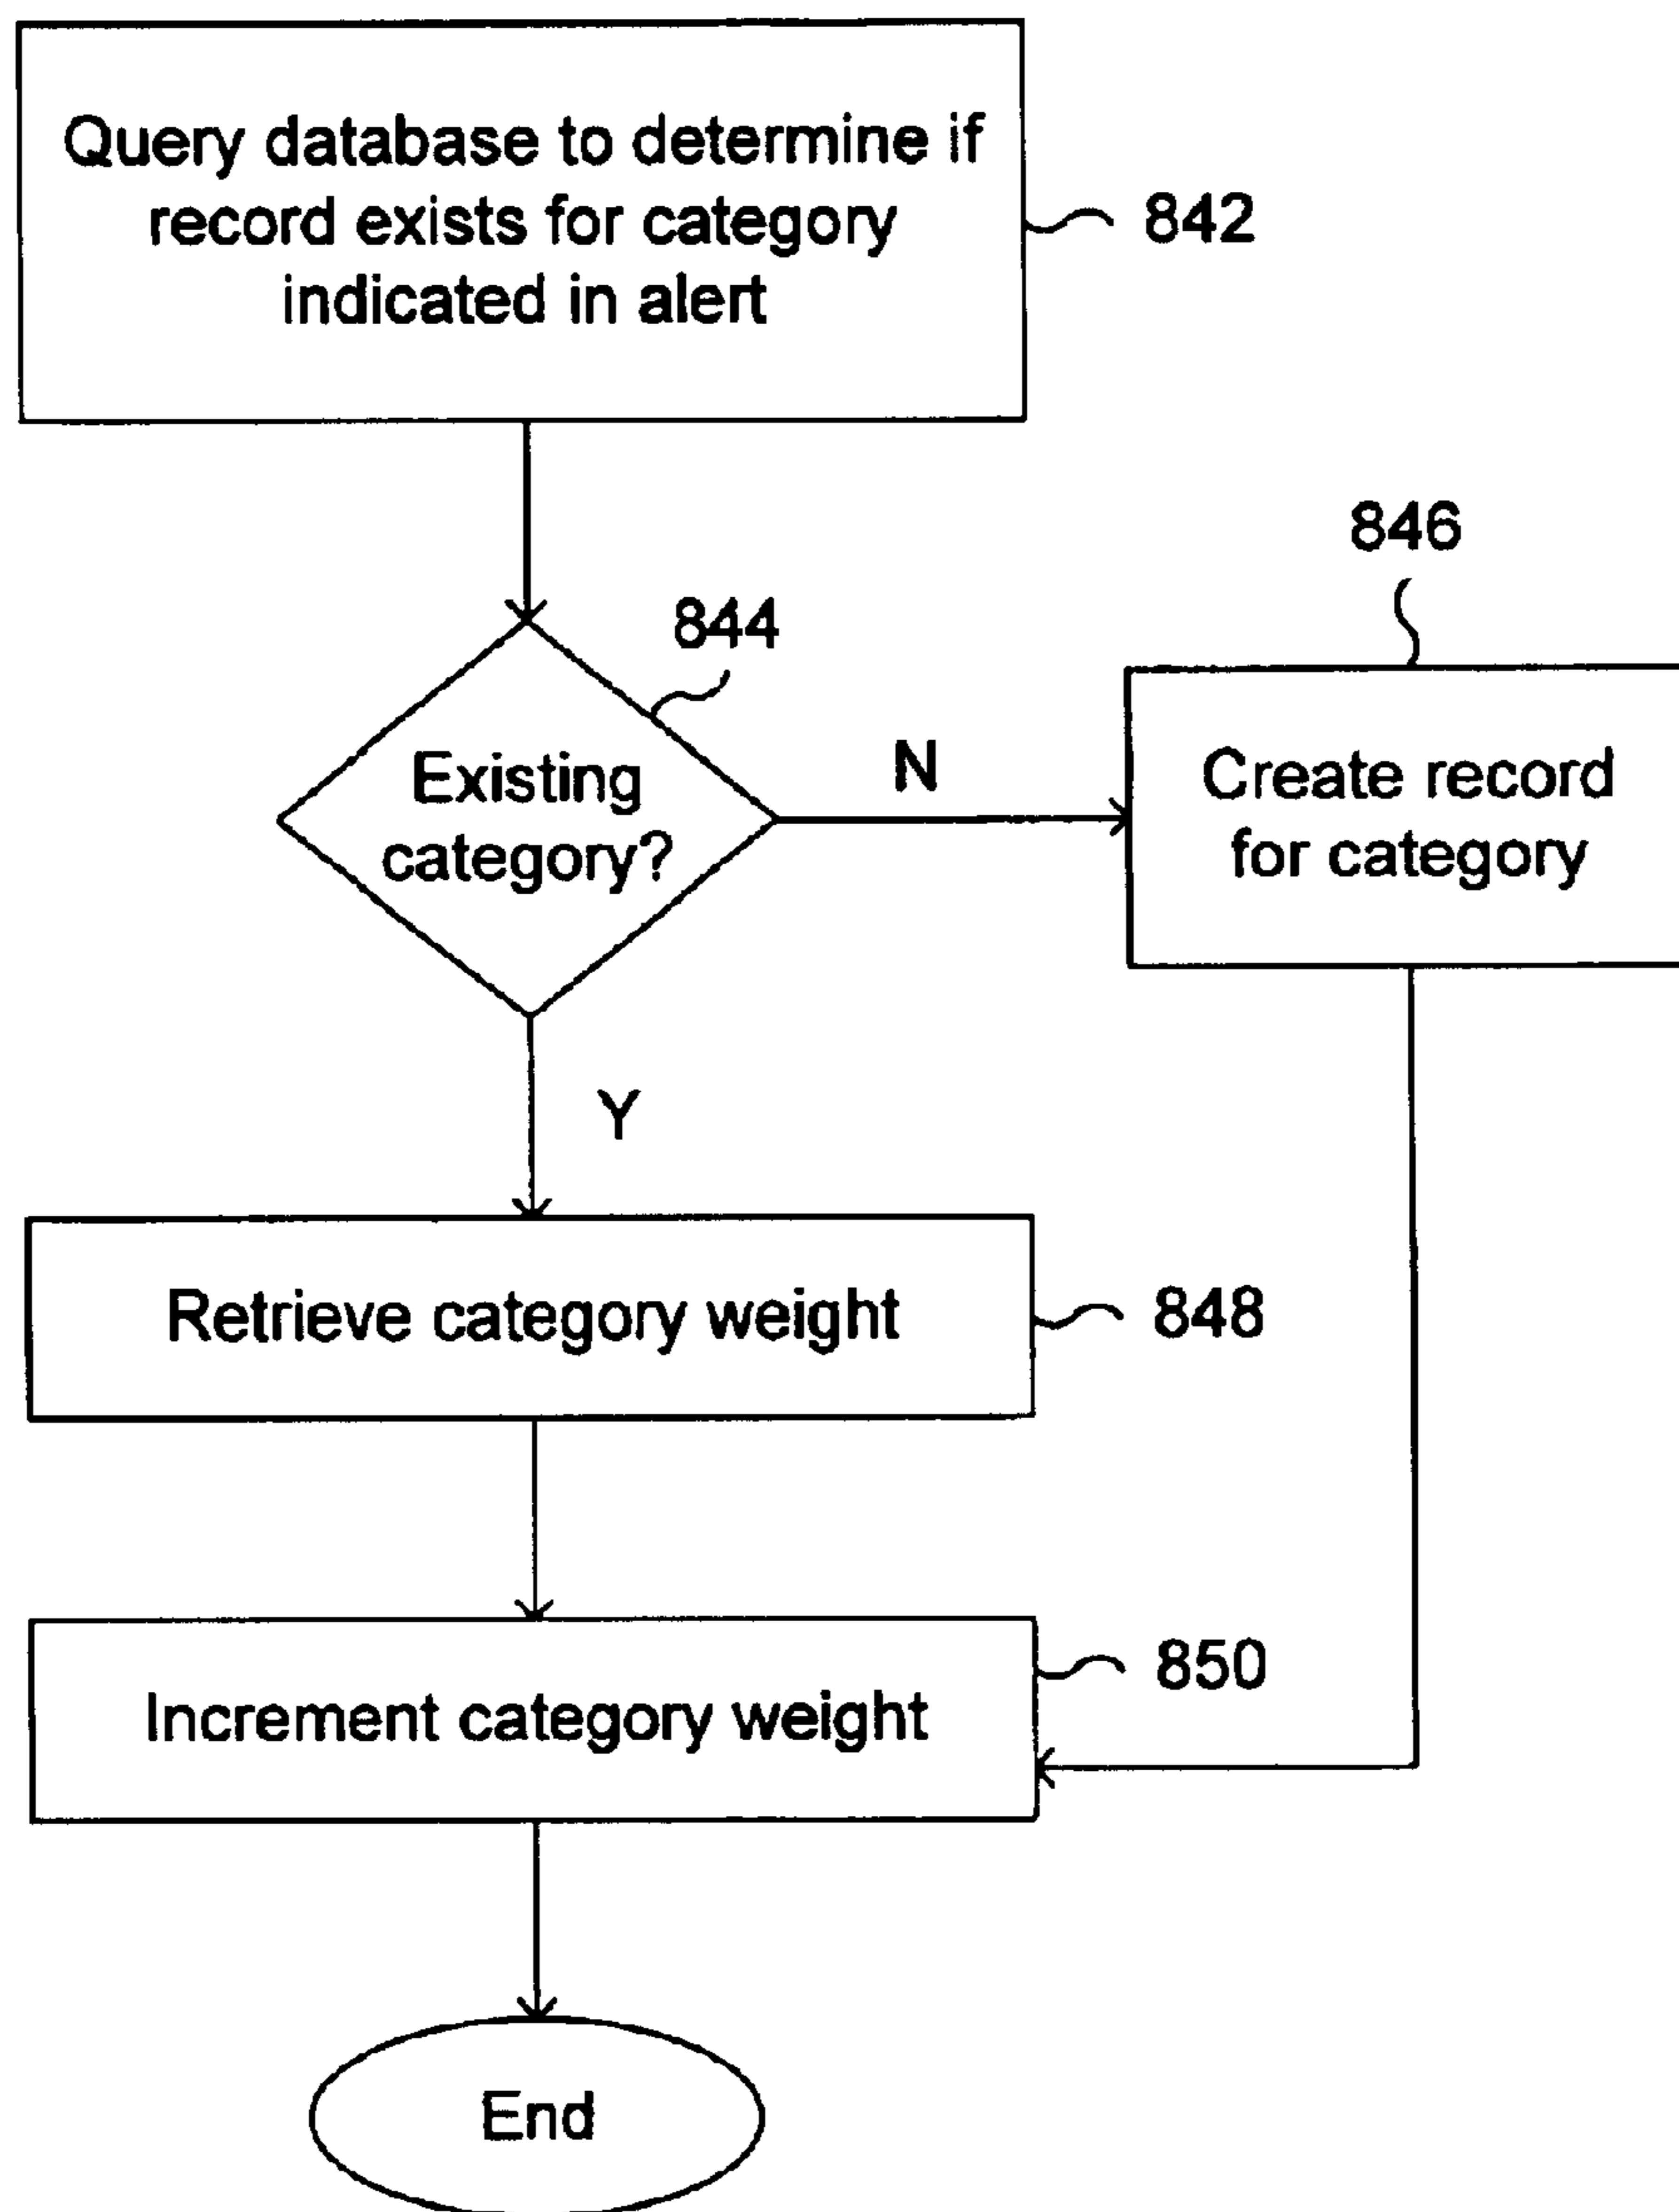 Query database to determine if
record exists for category
indicated in alert
842
844
846
Existing
category?
N
Create record
for category
Y
Retrieve category weight
848
Increment category weight
850
End